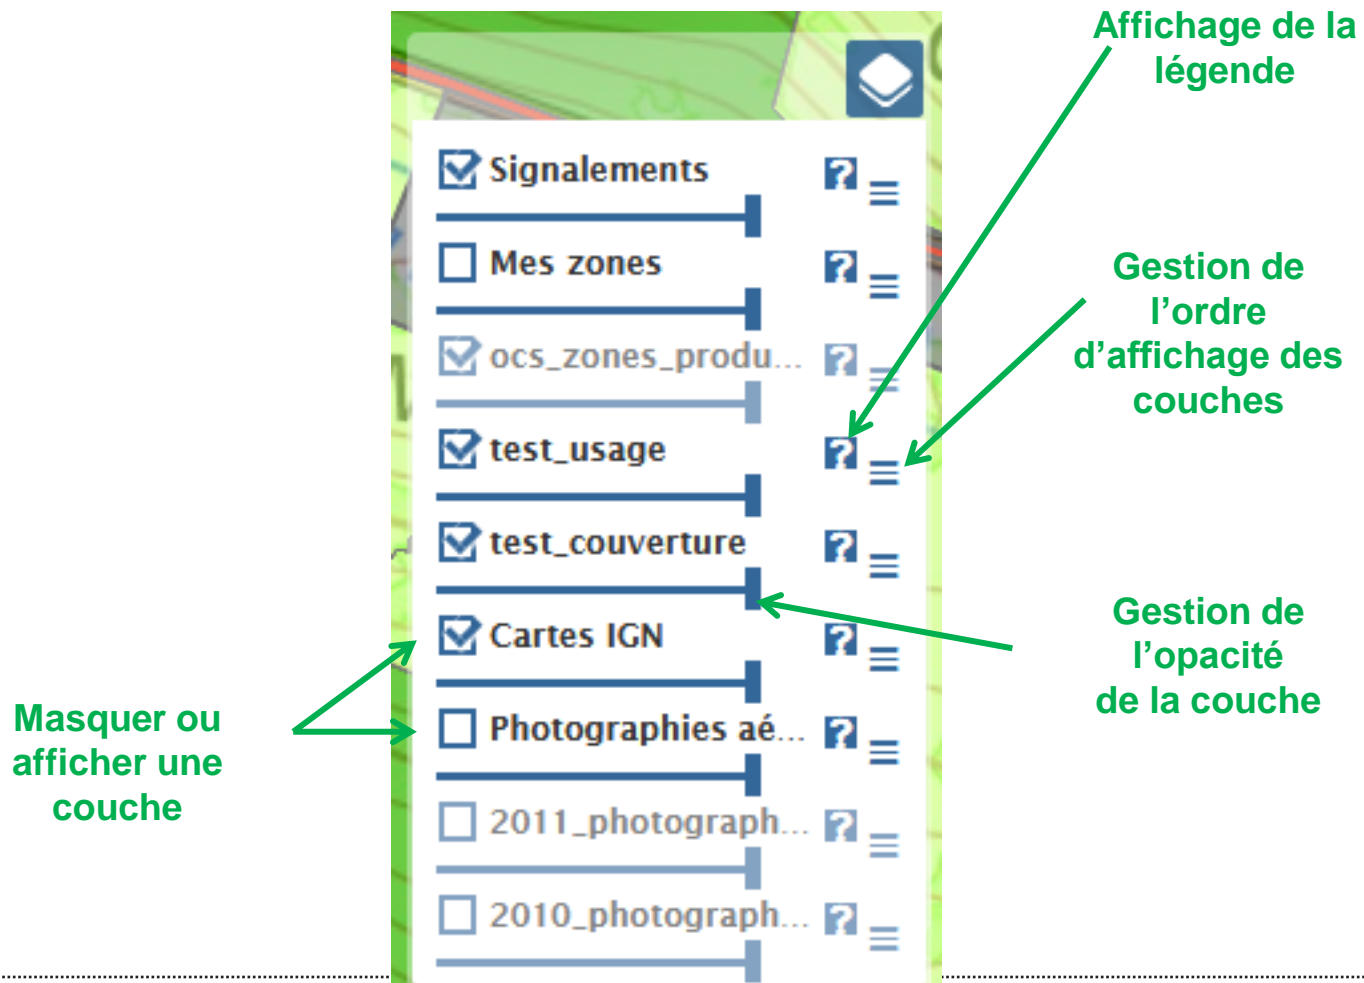 Affichage de la
légende
Signalements
?
Mes zones
?
ocs_zones_produ...
?
test_usage
?
test_couverture
?
Cartes IGN
?
Photographies aé...
?
2011_photograph...
?
2010_photograph...
?
Gestion de
l’ordre
d’affichage des
couches
Gestion de
l’opacité
de la couche
Masquer ou
afficher une
couche